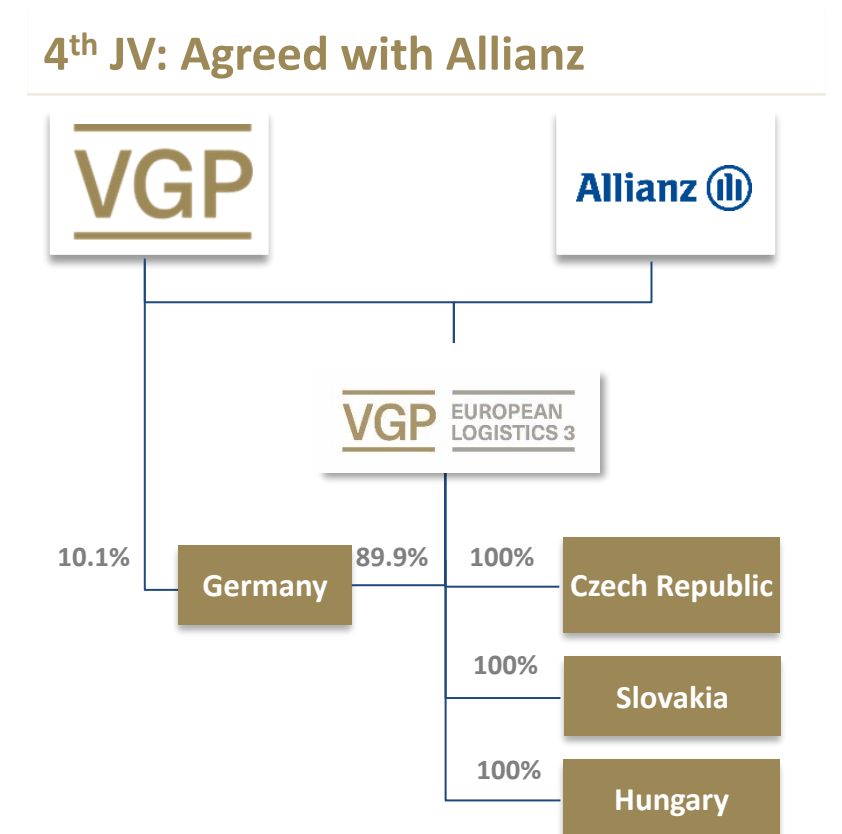 4th JV: Agreed with Allianz
VGP
Allianz
VGP EUROPEAN
LOGISTICS 3
10.1%
Germany
89.9%
100%
Czech Republic
100%
Slovakia
100%
Hungary